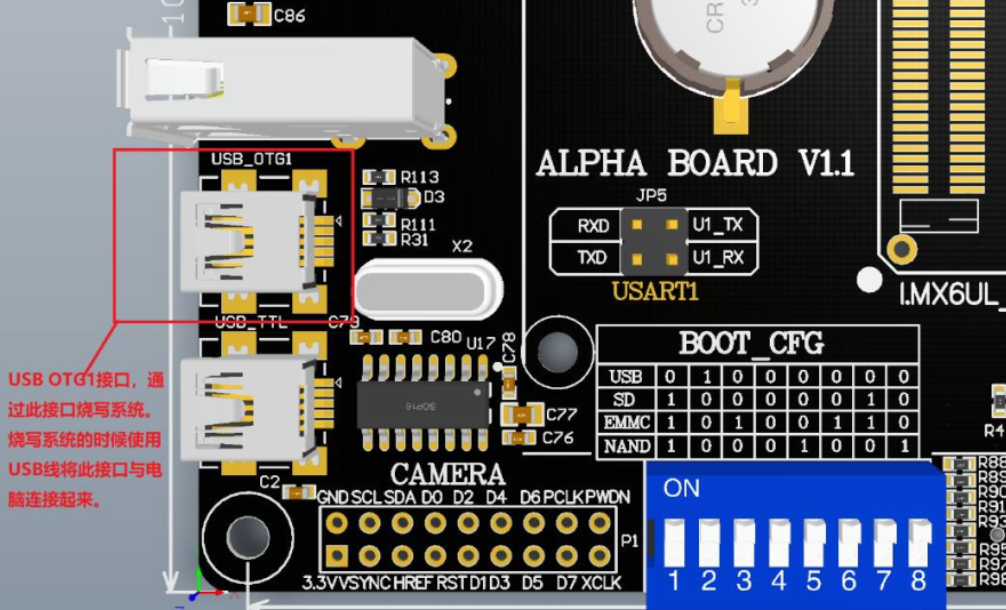 10
C86
CR
3
USB_OTG1
R113
D3
R111
R31
X2
ALPHA BOARD V1.1
JP5
RXD
U1_TX
TXD
U1_RX
USART1
I.MX6UL_
USB_TTL
C79
C80
U17
C78
SOP16
C77
C76
USB OTG1接口，通
过此接口烧写系统。
烧写系统的时候使用
USB线将此接口与电
脑连接起来。
BOOT_CFG
USB 0 1 0 0 0 0 0 0
SD 1 0 0 0 0 0 1 0
EMMC 1 0 1 0 0 1 1 0
NAND 1 0 0 0 1 0 0 1
R4
C2
CAMERA
GND SCL SDA D0 D2 D4 D6 PCLK PWDN
P1
3.3V VSYNC HREF RST D1 D3 D5 D7 XCLK
ON
1 2 3 4 5 6 7 8
R88
R89
R90
R91
R93
R95
R97
R98